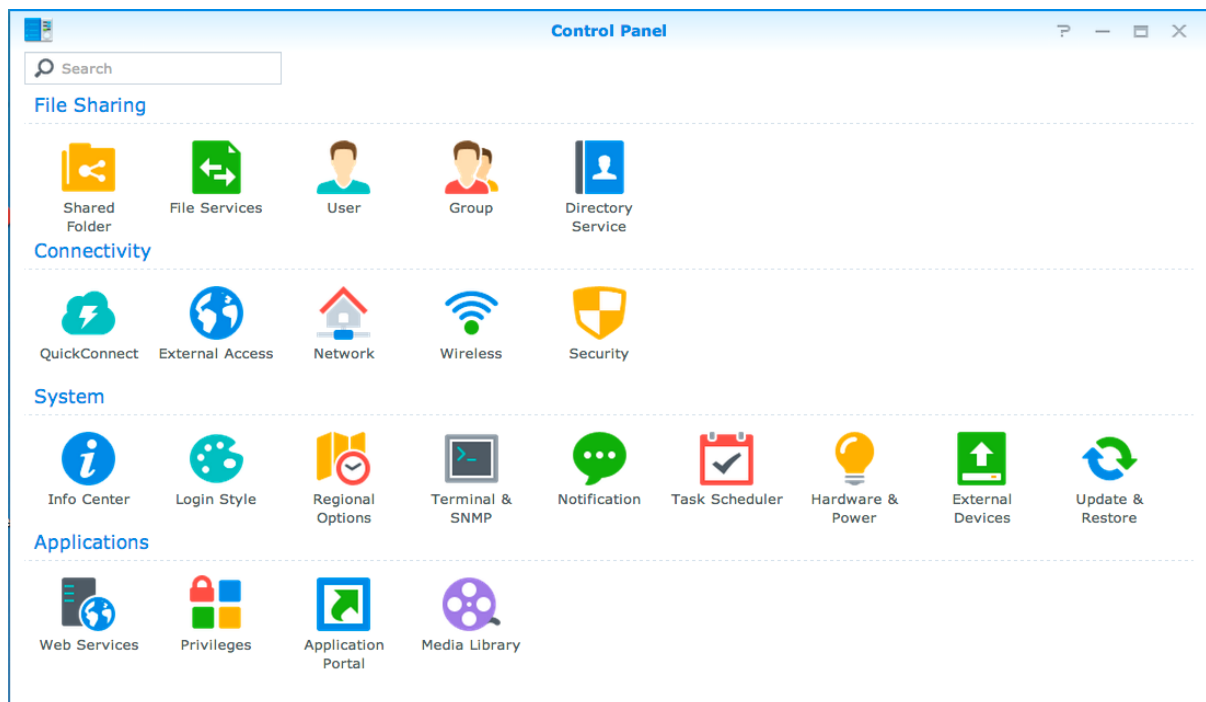 Control Panel
Search
File Sharing
Shared Folder
File Services
User
Group
Directory Service
Connectivity
QuickConnect
External Access
Network
Wireless
Security
System
Info Center
Login Style
Regional Options
Terminal & SNMP
Notification
Task Scheduler
Hardware & Power
External Devices
Update & Restore
Applications
Web Services
Privileges
Application Portal
Media Library